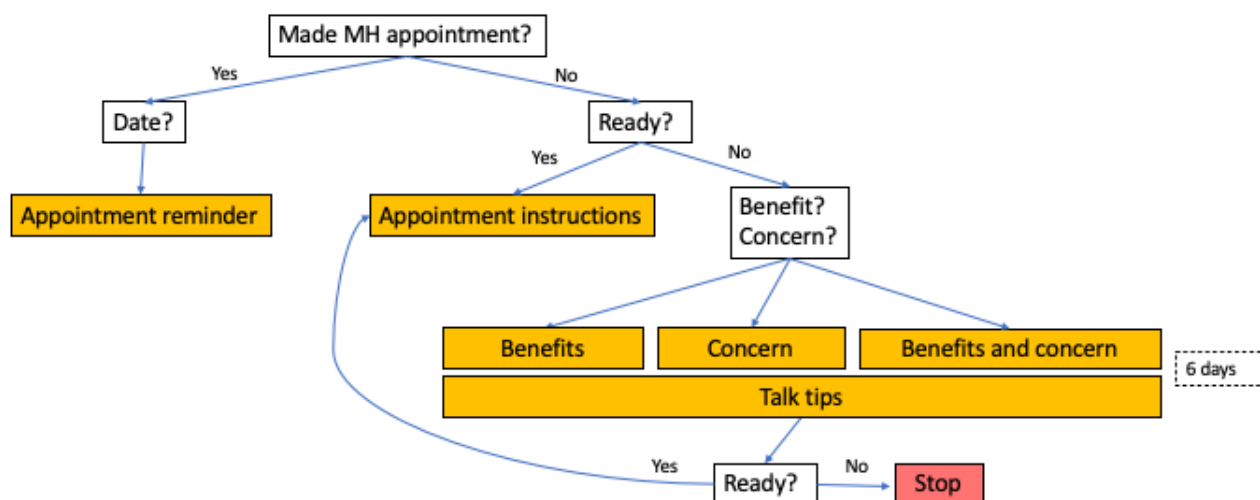 Made MH appointment?
Yes
No
Date?
Ready?
Yes
No
Appointment reminder
Appointment instructions
Benefit?
Concern?
Benefits
Concern
Benefits and concern
6 days
Talk tips
Yes
No
Ready?
Stop